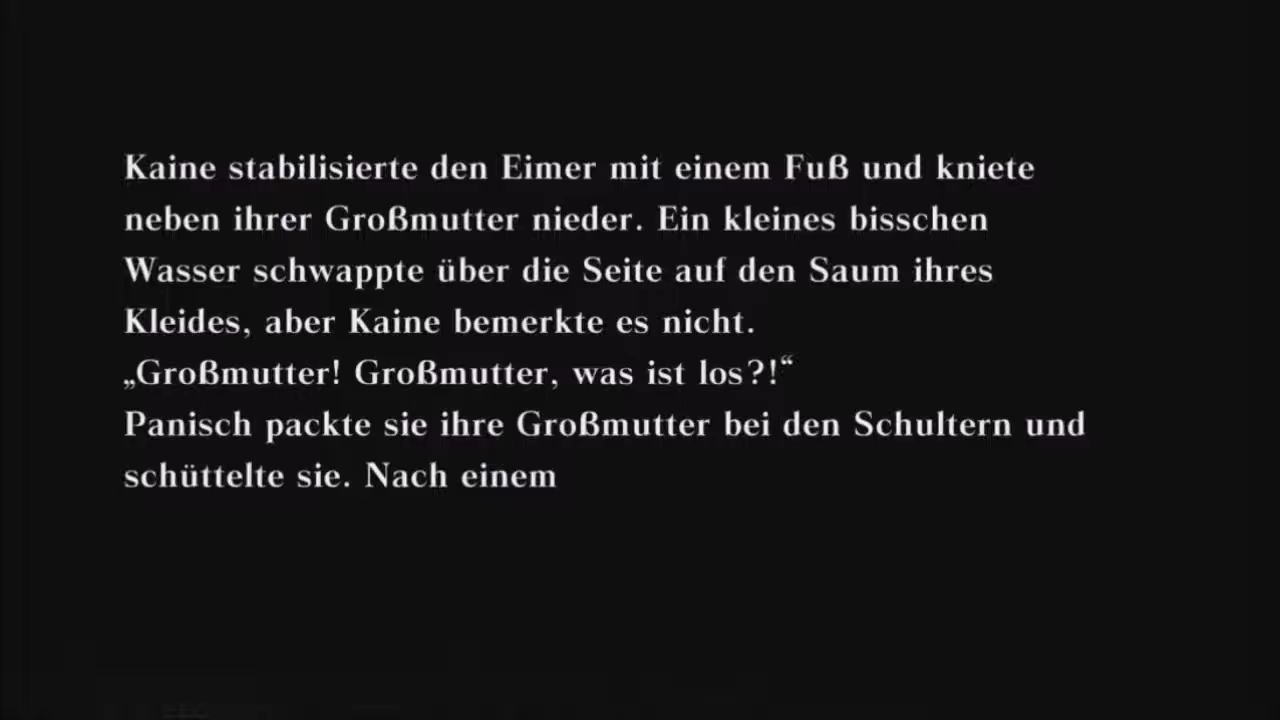 Kaine stabilisierte den Eimer mit einem Fuß und kniete
neben ihrer Großmutter nieder. Ein kleines bisschen
Wasser schwappte über die Seite auf den Saum ihres
Kleides, aber Kaine bemerkte es nicht.
„Großmutter! Großmutter, was ist los?!“
Panisch packte sie ihre Großmutter bei den Schultern und
schüttelte sie. Nach einem